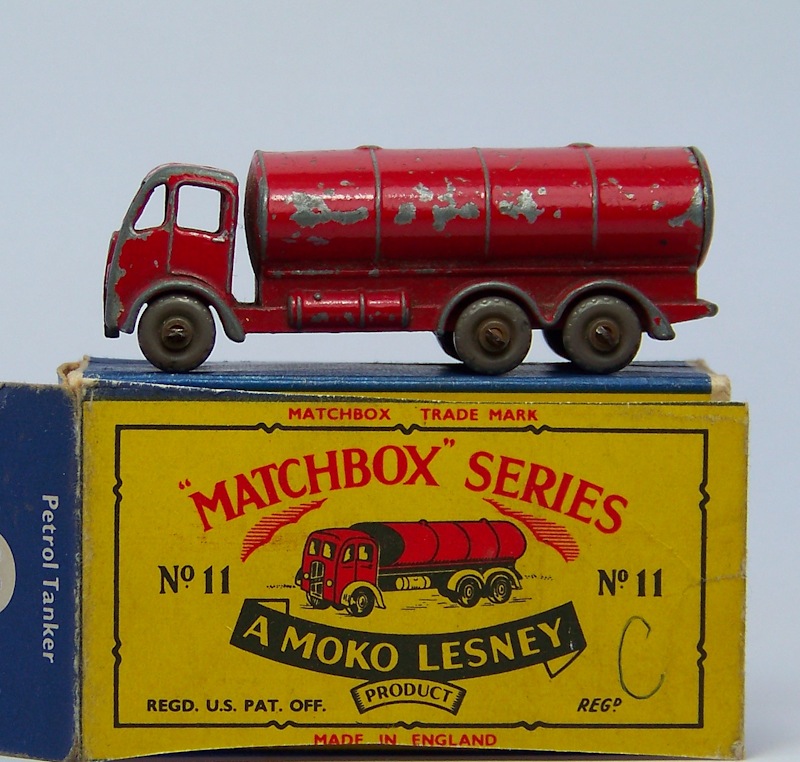 MATCHBOX TRADE MARK
"MATCHBOX" SERIES
Nº 11 Nº 11
A MOKO LESNEY
PRODUCT
REGD. U.S. PAT. OFF. REGᴰ
MADE IN ENGLAND
C
Petrol Tanker